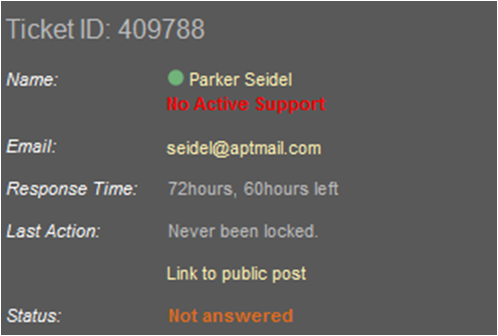 Ticket ID: 409788
Name: Parker Seidel
No Active Support
Email: seidel@aptmail.com
Response Time: 72hours, 60hours left
Last Action: Never been locked.
Link to public post
Status: Not answered